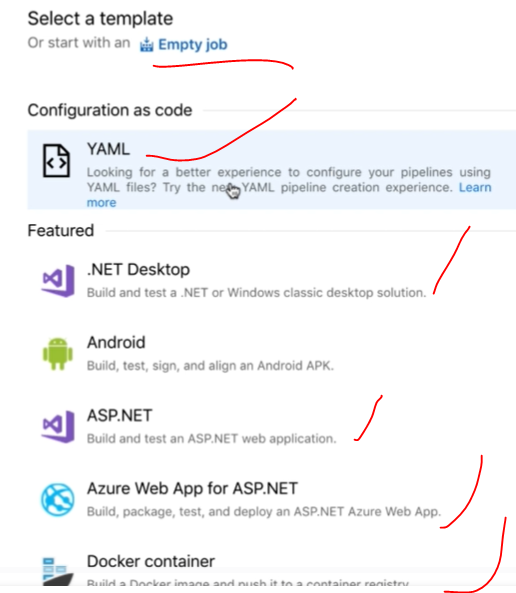 Select a template
Or start with an Empty job
Configuration as code
YAML
Looking for a better experience to configure your pipelines using
YAML files? Try the new YAML pipeline creation experience. Learn
more
Featured
.NET Desktop
Build and test a .NET or Windows classic desktop solution.
Android
Build, test, sign, and align an Android APK.
ASP.NET
Build and test an ASP.NET web application.
Azure Web App for ASP.NET
Build, package, test, and deploy an ASP.NET Azure Web App.
Docker container
Build a Docker image and push it to a container registry.